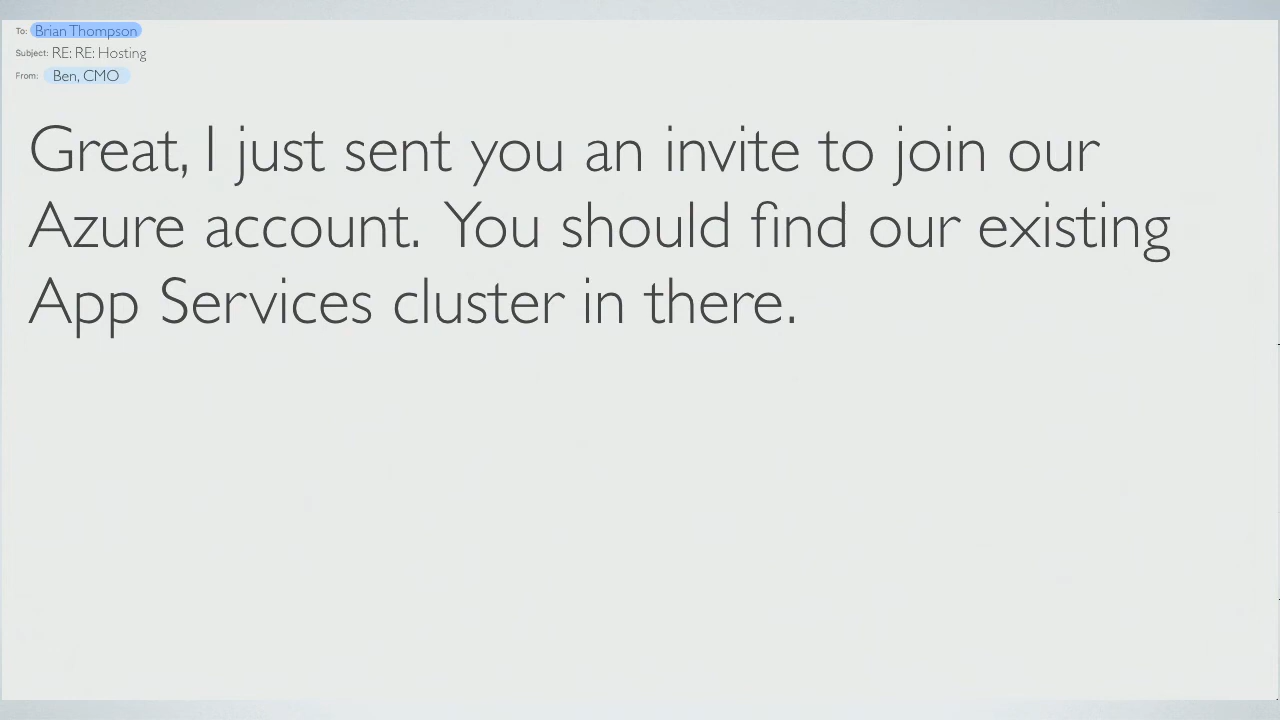 To: Brian Thompson
Subject: RE: RE: Hosting
From: Ben, CMO
Great, I just sent you an invite to join our
Azure account. You should find our existing
App Services cluster in there.